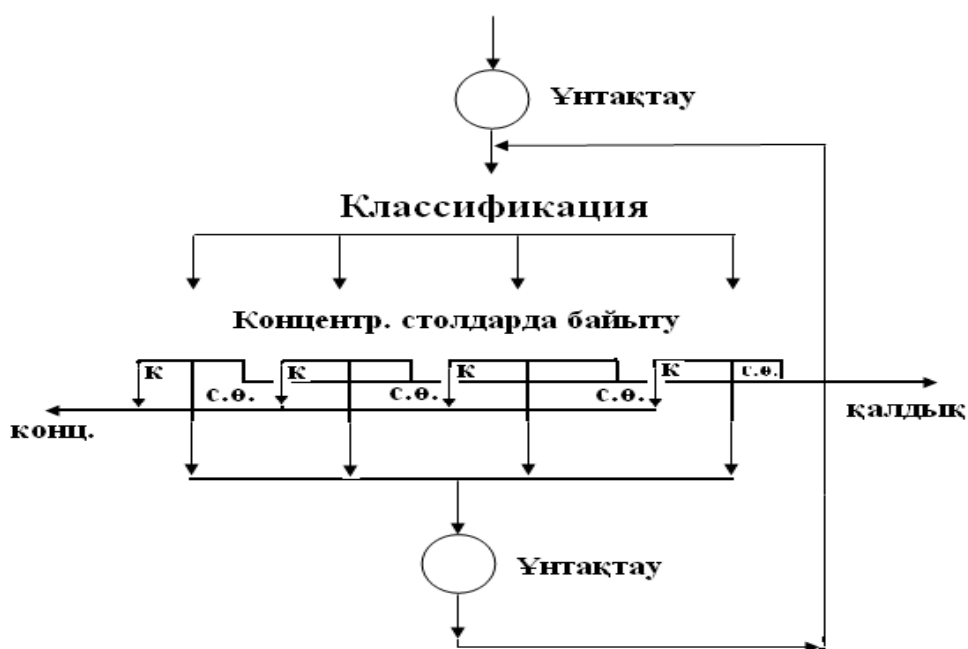 Ұнтақтау
Классификация
Концентр. столдарда байыту
к к к к с.ө.
с.ө. с.ө. с.ө.
конц. қалдық
Ұнтақтау